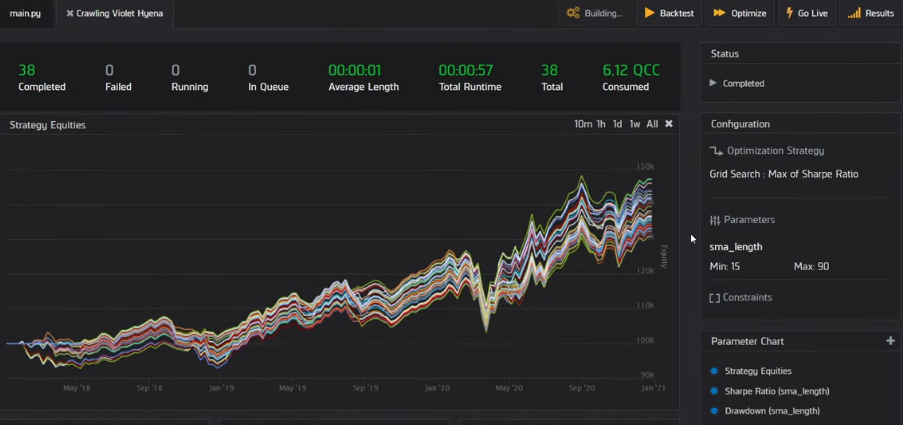 main.py
Crawling Violet Hyena
Building...
Backtest
Optimize
Go Live
Results
38
Completed
0
Failed
0
Running
0
In Queue
00:00:01
Average Length
00:00:57
Total Runtime
38
Total
6.12 QCC
Consumed
Strategy Equities
10m 1h 1d 1w All
150k
120k
110k
100k
90k
Equity
May '18
Sep '18
Jan '19
May '19
Sep '19
Jan '20
May '20
Sep '20
Jan '21
Status
Completed
Configuration
Optimization Strategy
Grid Search : Max of Sharpe Ratio
Parameters
sma_length
Min: 15 Max: 90
Constraints
Parameter Chart
Strategy Equities
Sharpe Ratio (sma_length)
Drawdown (sma_length)